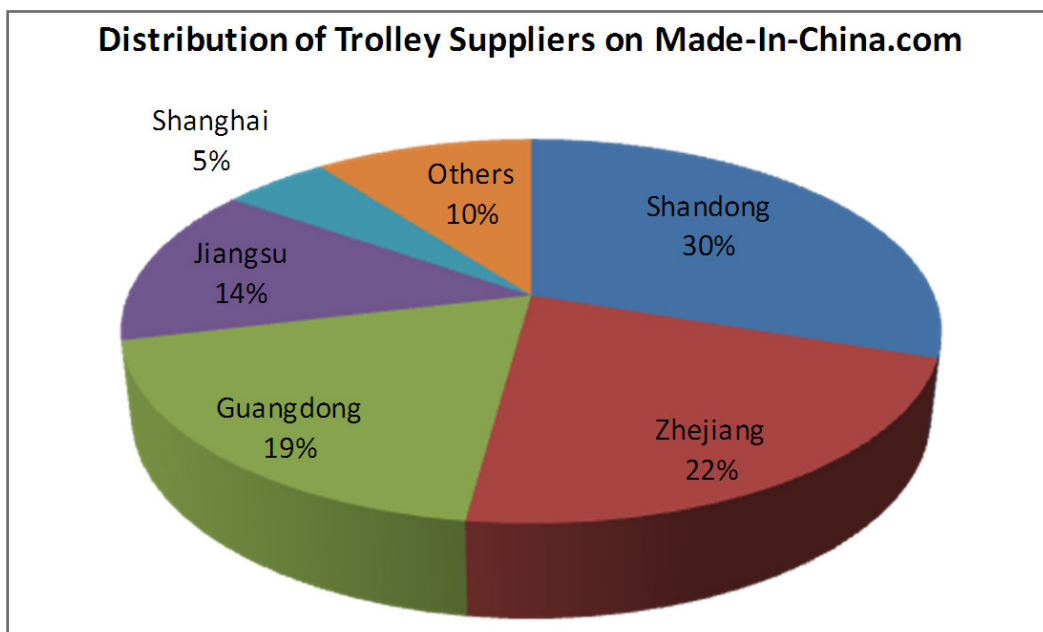 Distribution of Trolley Suppliers on Made-In-China.com
Shanghai
5%
Others
10%
Shandong
30%
Jiangsu
14%
Guangdong
19%
Zhejiang
22%